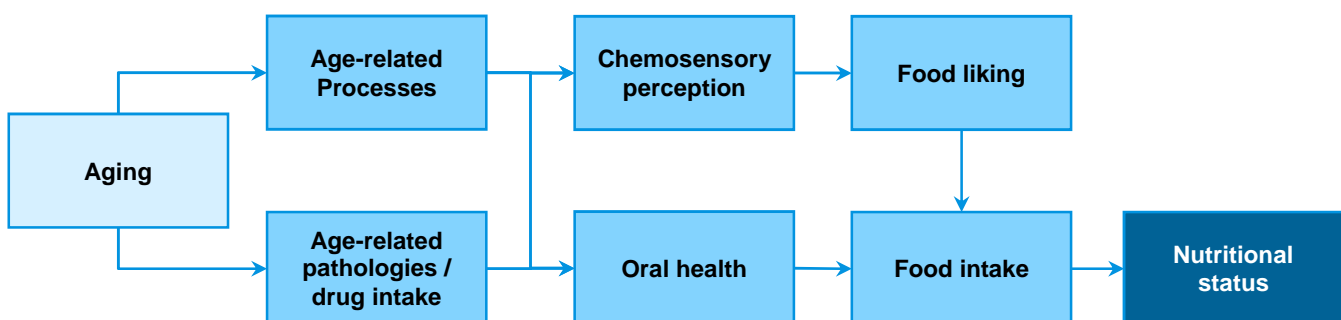 Age-related
Processes
Chemosensory
perception
Food liking
Aging
Age-related
pathologies /
drug intake
Oral health
Food intake
Nutritional
status